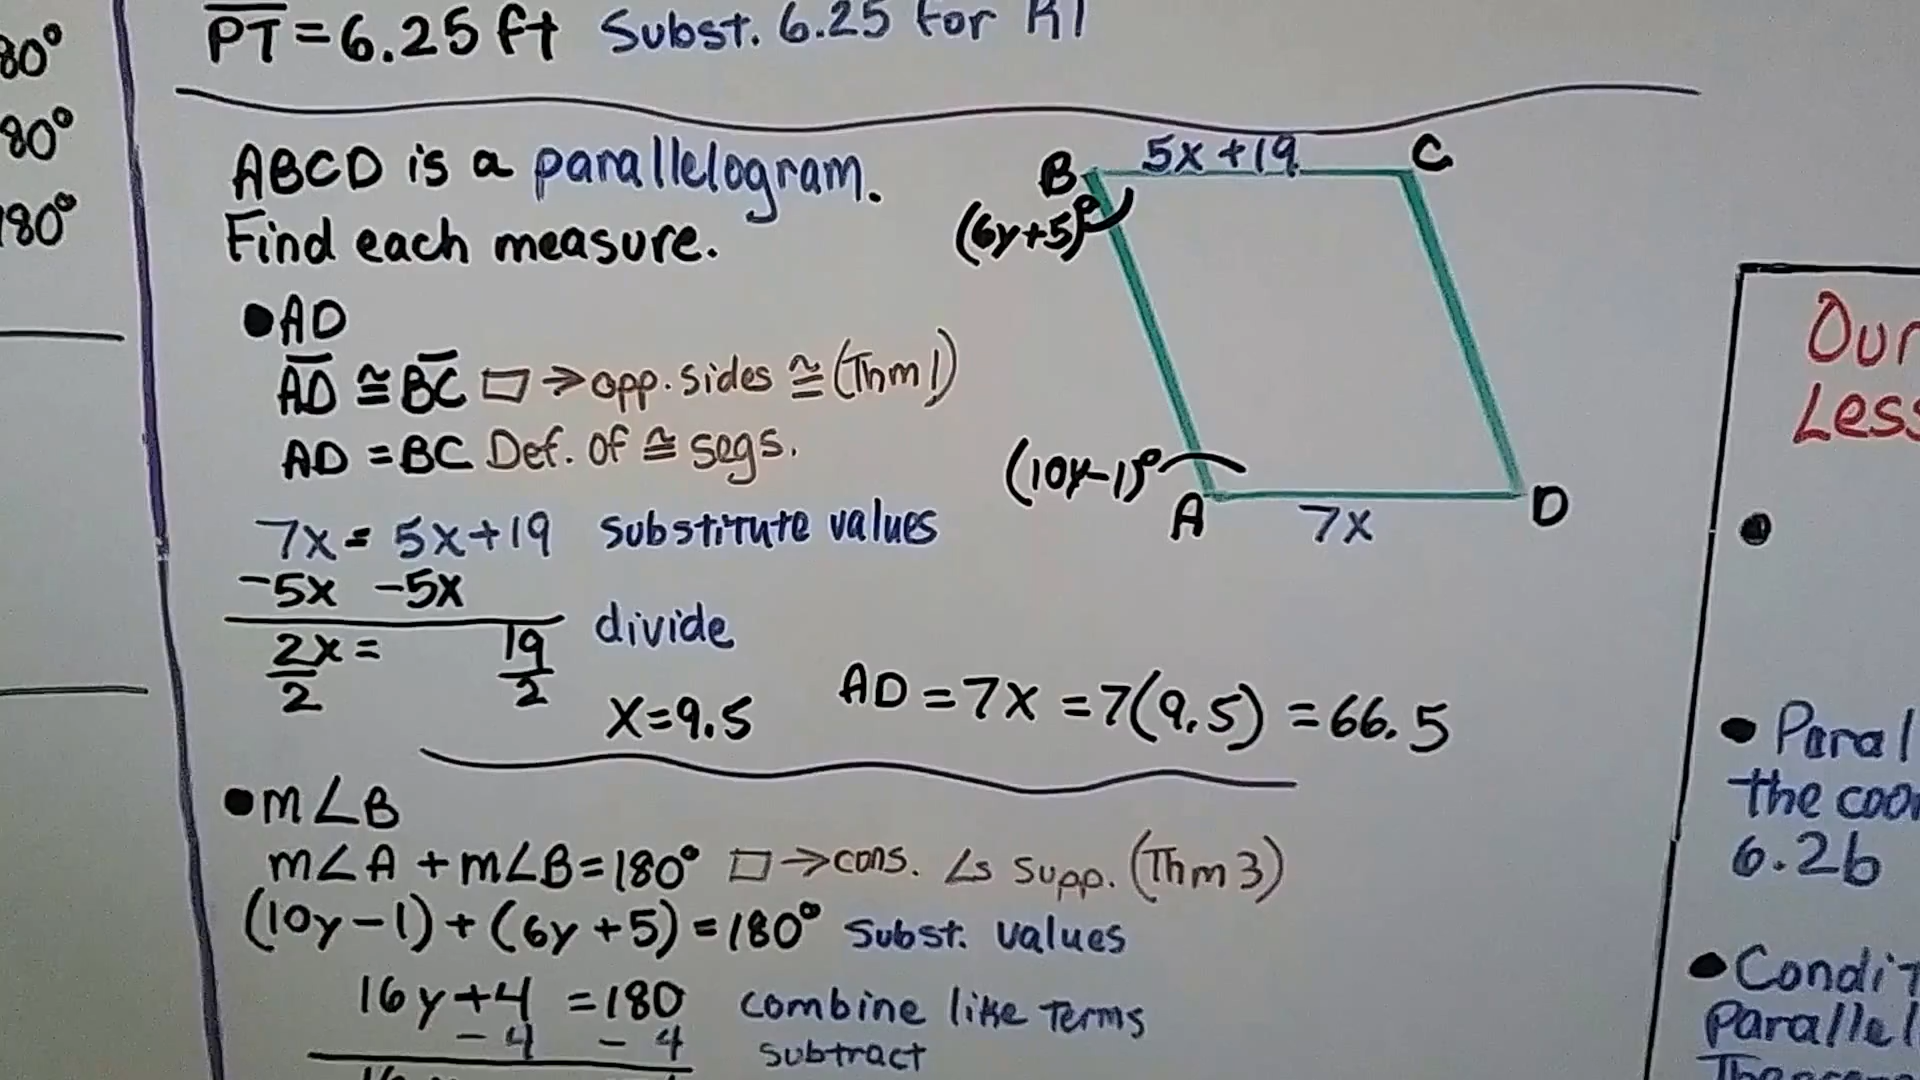 80°
80°
180°
PT = 6.25 ft Subst. 6.25 for RT
ABCD is a parallelogram.
Find each measure.
•AD
AD ≅ BC ▱ → opp. sides ≅ (Thm 1)
AD = BC Def. of ≅ segs.
7x = 5x+19 substitute values
-5x -5x
2x = 19 divide
2 2
x=9.5
AD = 7x = 7(9.5) = 66.5
•m∠B
m∠A + m∠B = 180° ▱ → cons. ∠s supp. (Thm 3)
(10y-1) + (6y+5) = 180° Subst. values
16y+4 = 180 combine like terms
-4 -4 subtract
B
5x+19
C
(6y+5)°
(10y-1)°
A
7x
D
Our
Less
•
• Paral
the coor
6.2b
• Condit
Parallel